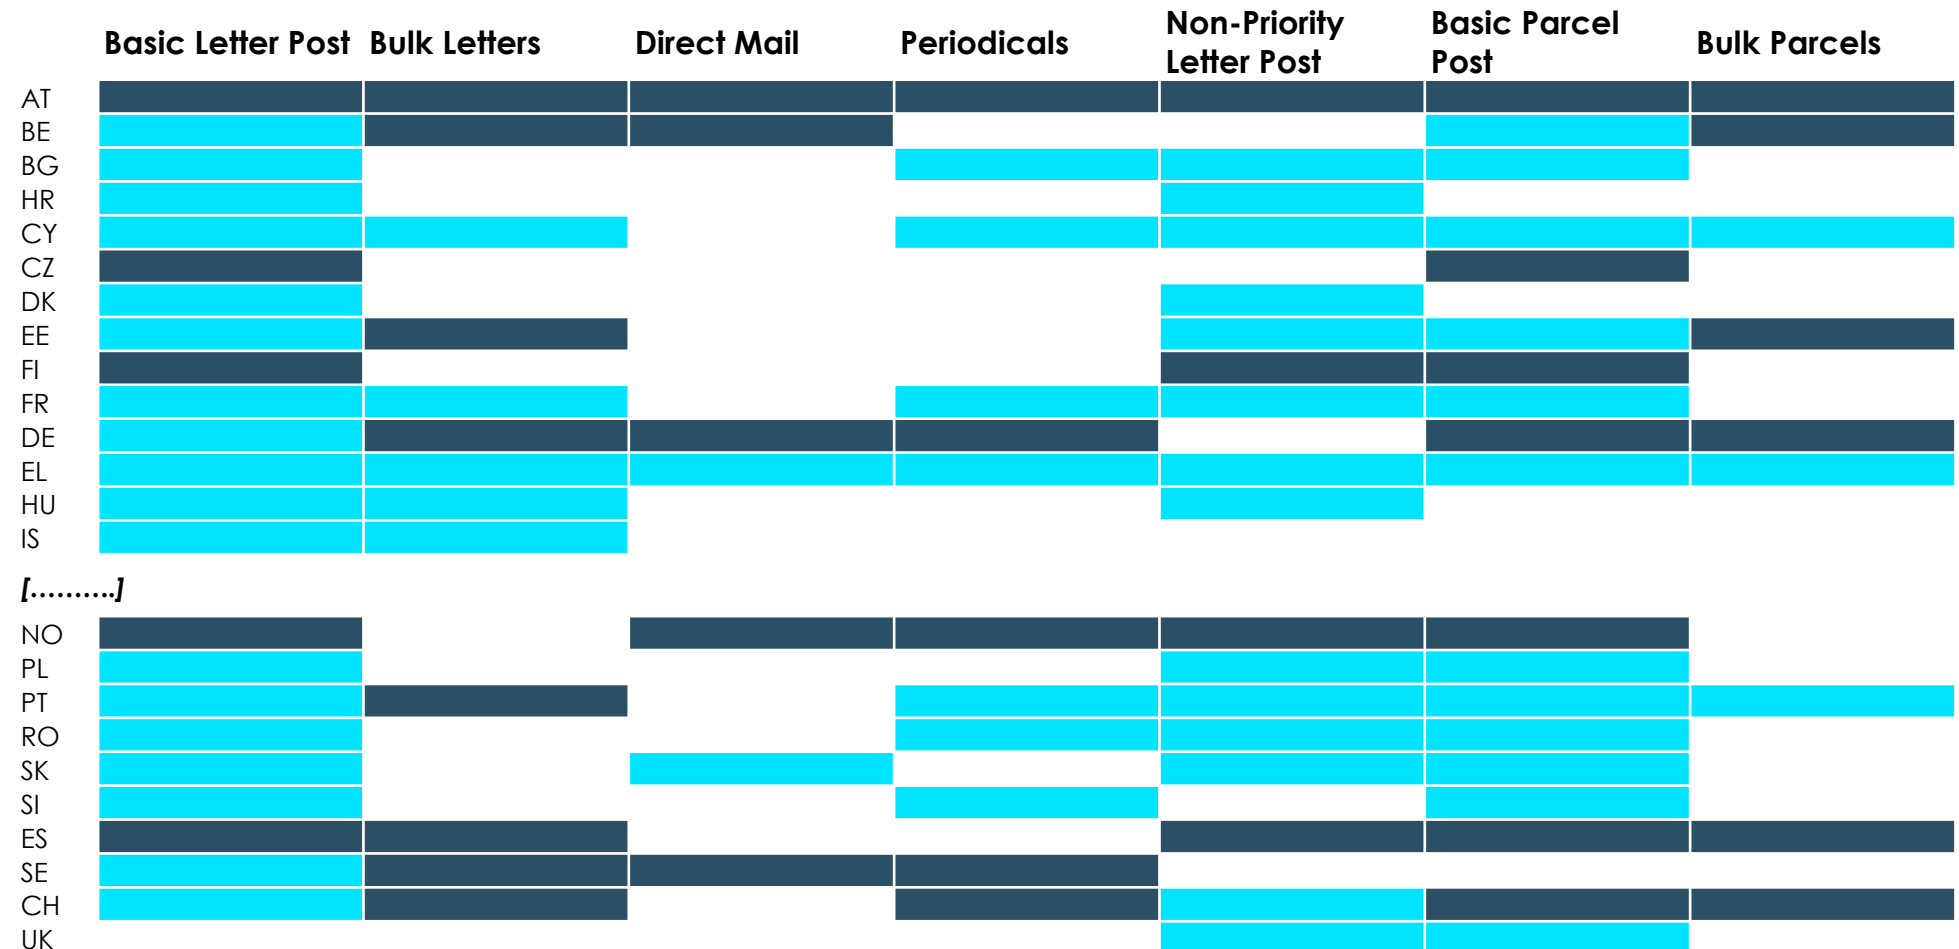 Basic Letter Post Bulk Letters Direct Mail Periodicals Non-Priority Letter Post Basic Parcel Post Bulk Parcels
AT
BE
BG
HR
CY
CZ
DK
EE
FI
FR
DE
EL
HU
IS
[..........]
NO
PL
PT
RO
SK
SI
ES
SE
CH
UK